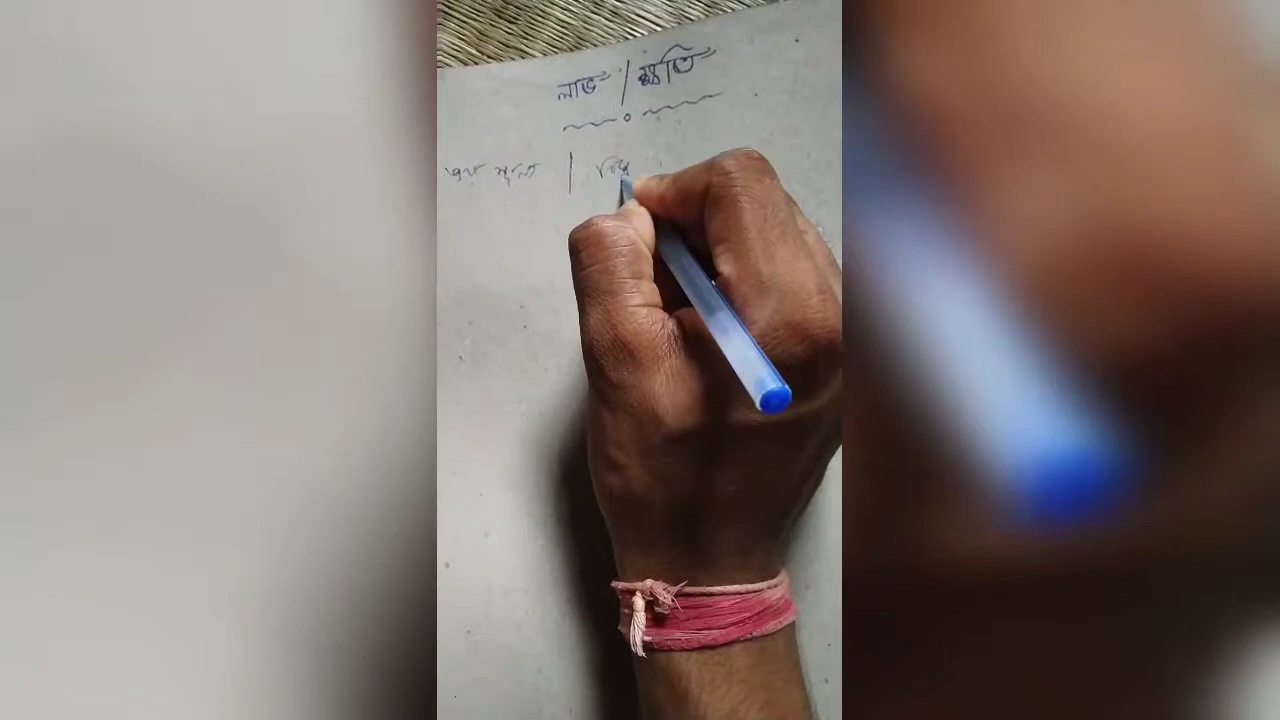 লাভ / ক্ষতি
ক্রয় মূল্য /